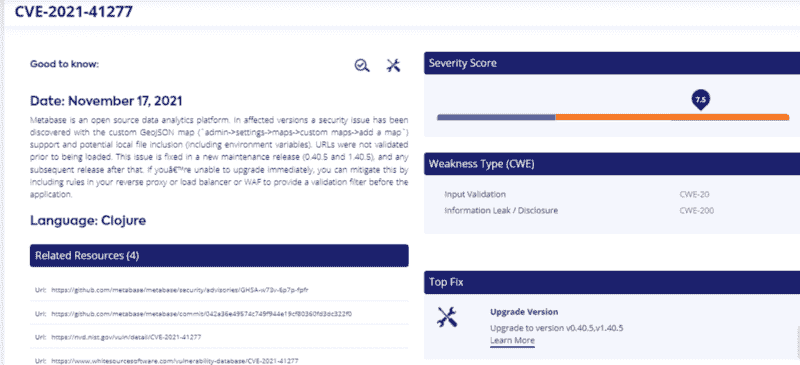 CVE-2021-41277
Good to know:
Date: November 17, 2021
Metabase is an open source data analytics platform. In affected versions a security issue has been
discovered with the custom GeoJSON map (`admin->settings->maps->custom maps->add a map`)
support and potential local file inclusion (including environment variables). URLs were not validated
prior to being loaded. This issue is fixed in a new maintenance release (0.40.5 and 1.40.5), and any
subsequent release after that. If youâ€™re unable to upgrade immediately, you can mitigate this by
including rules in your reverse proxy or load balancer or WAF to provide a validation filter before the
application.
Language: Clojure
Related Resources (4)
Url: https://github.com/metabase/metabase/security/advisories/GHSA-w73v-6p7p-fpfr
Url: https://github.com/metabase/metabase/commit/042a36e49574c749f944e19cf80360fd3dc322f0
Url: https://nvd.nist.gov/vuln/detail/CVE-2021-41277
Url: https://www.whitesourcesoftware.com/vulnerability-database/CVE-2021-41277
Severity Score
7.5
Weakness Type (CWE)
Input Validation CWE-20
Information Leak / Disclosure CWE-200
Top Fix
Upgrade Version
Upgrade to version v0.40.5,v1.40.5
Learn More